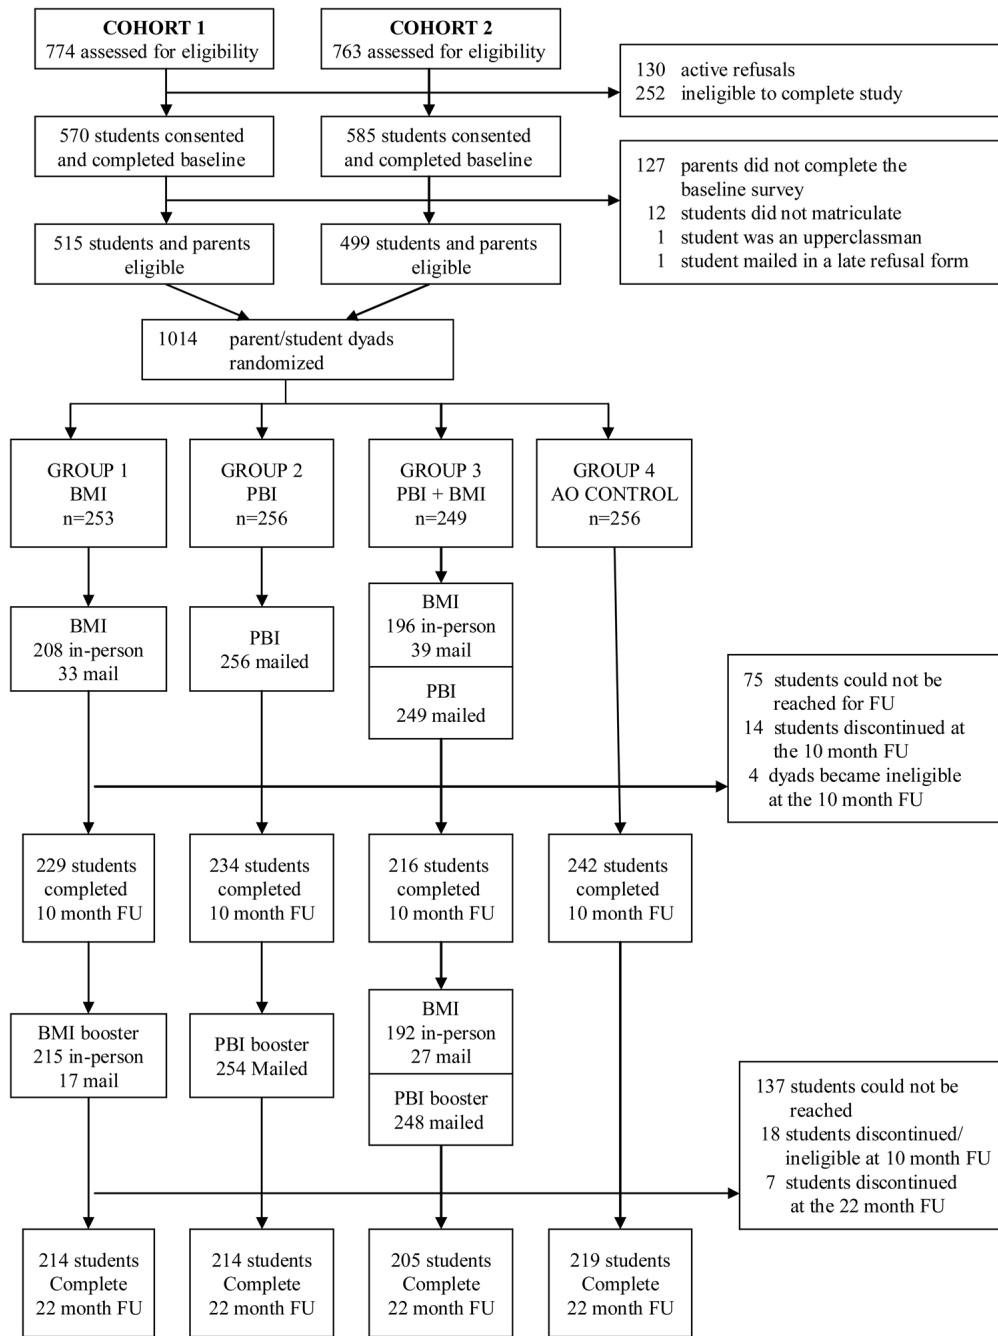 COHORT 1
774 assessed for eligibility
COHORT 2
763 assessed for eligibility
130 active refusals
252 ineligible to complete study
570 students consented
and completed baseline
585 students consented
and completed baseline
127 parents did not complete the
baseline survey
12 students did not matriculate
1 student was an upperclassman
1 student mailed in a late refusal form
515 students and parents
eligible
499 students and parents
eligible
1014 parent/student dyads
randomized
GROUP 1
BMI
n=253
GROUP 2
PBI
n=256
GROUP 3
PBI + BMI
n=249
GROUP 4
AO CONTROL
n=256
BMI
208 in-person
33 mail
PBI
256 mailed
BMI
196 in-person
39 mail
PBI
249 mailed
75 students could not be
reached for FU
14 students discontinued at
the 10 month FU
4 dyads became ineligible
at the 10 month FU
229 students
completed
10 month FU
234 students
completed
10 month FU
216 students
completed
10 month FU
242 students
completed
10 month FU
BMI booster
215 in-person
17 mail
PBI booster
254 Mailed
BMI
192 in-person
27 mail
PBI booster
248 mailed
137 students could not be
reached
18 students discontinued/
ineligible at 10 month FU
7 students discontinued
at the 22 month FU
214 students
Complete
22 month FU
214 students
Complete
22 month FU
205 students
Complete
22 month FU
219 students
Complete
22 month FU